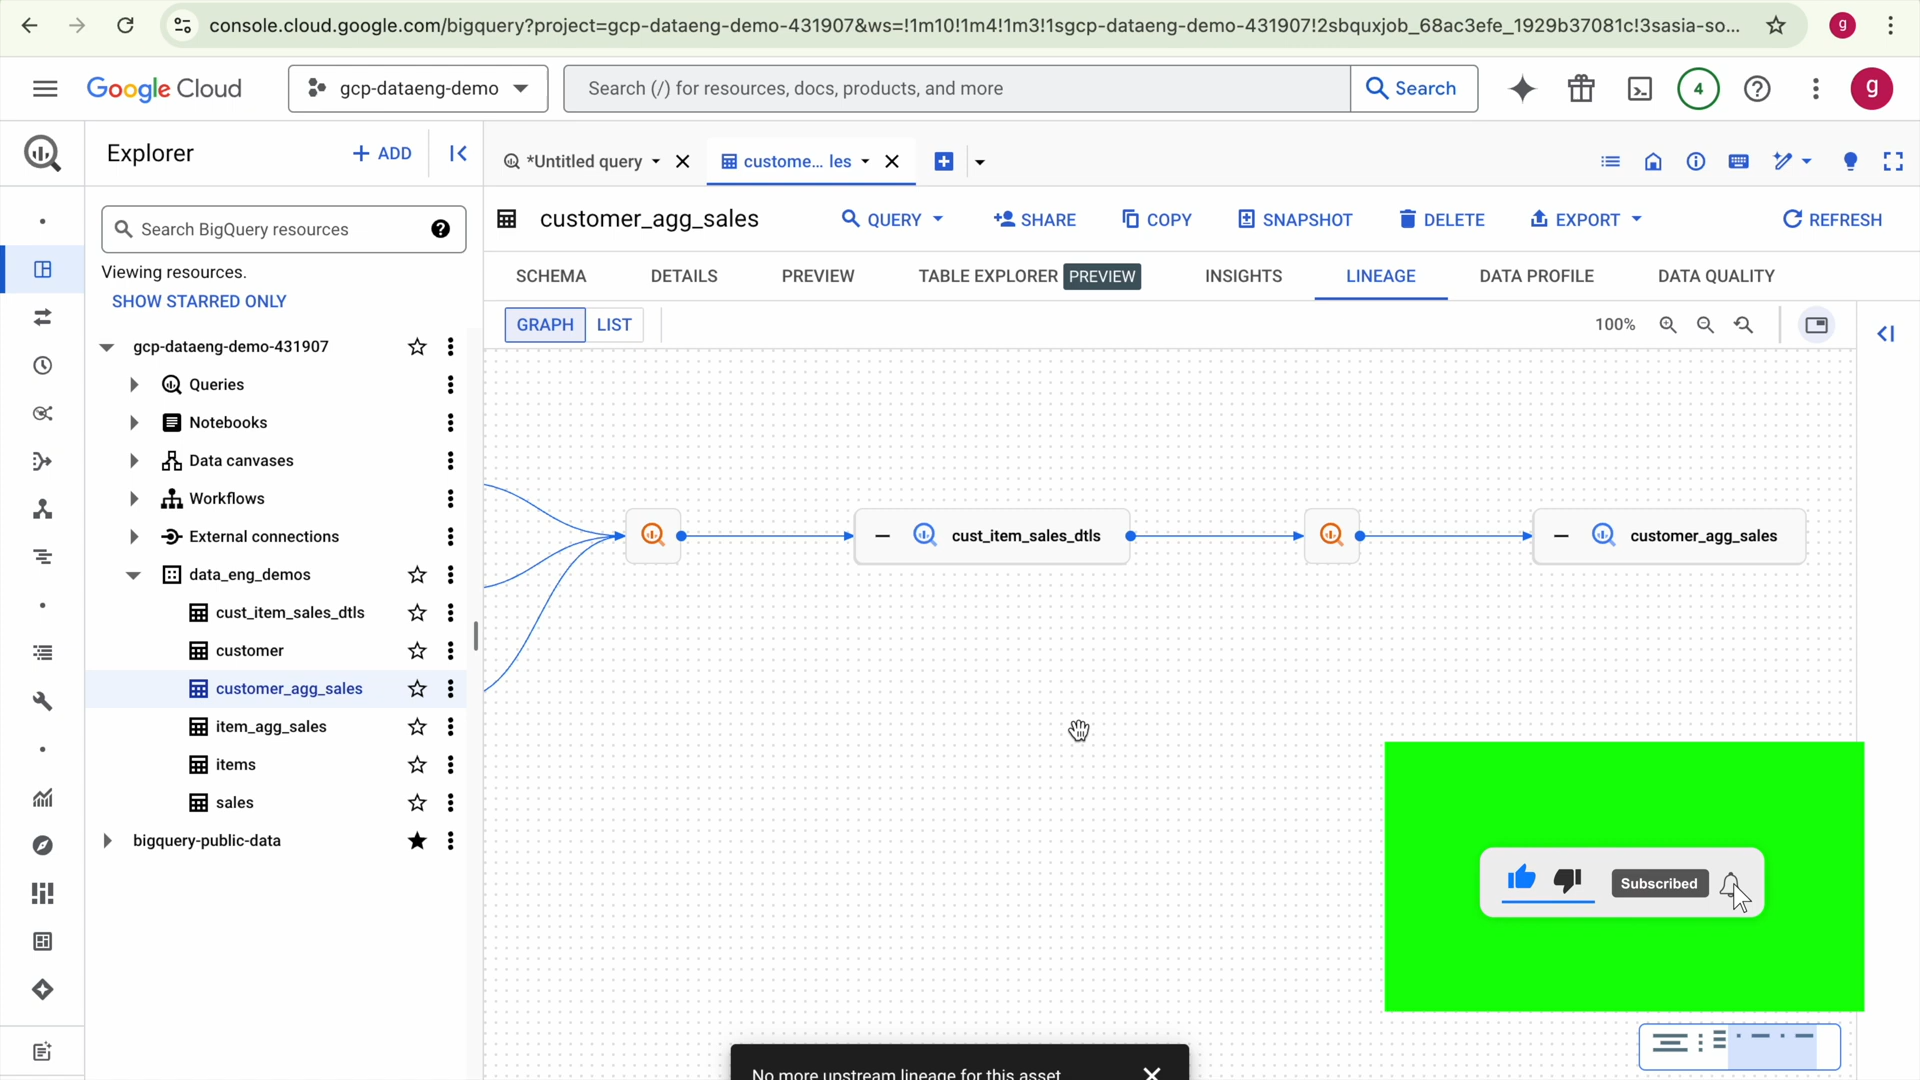 console.cloud.google.com/bigquery?project=gcp-dataeng-demo-431907&ws=!1m10!1m4!1m3!1sgcp-dataeng-demo-431907!2sbquxjob_68ac3efe_1929b37081c!3sasia-so...
g
Google Cloud
gcp-dataeng-demo
Search (/) for resources, docs, products, and more
Search
4
g
Explorer
+ ADD
*Untitled query
custome... les
Search BigQuery resources
customer_agg_sales
QUERY
SHARE
COPY
SNAPSHOT
DELETE
EXPORT
REFRESH
Viewing resources.
SHOW STARRED ONLY
SCHEMA
DETAILS
PREVIEW
TABLE EXPLORER PREVIEW
INSIGHTS
LINEAGE
DATA PROFILE
DATA QUALITY
GRAPH
LIST
100%
gcp-dataeng-demo-431907
Queries
Notebooks
Data canvases
Workflows
External connections
data_eng_demos
cust_item_sales_dtls
customer
customer_agg_sales
item_agg_sales
items
sales
bigquery-public-data
cust_item_sales_dtls
customer_agg_sales
Subscribed
No more upstream lineage for this asset